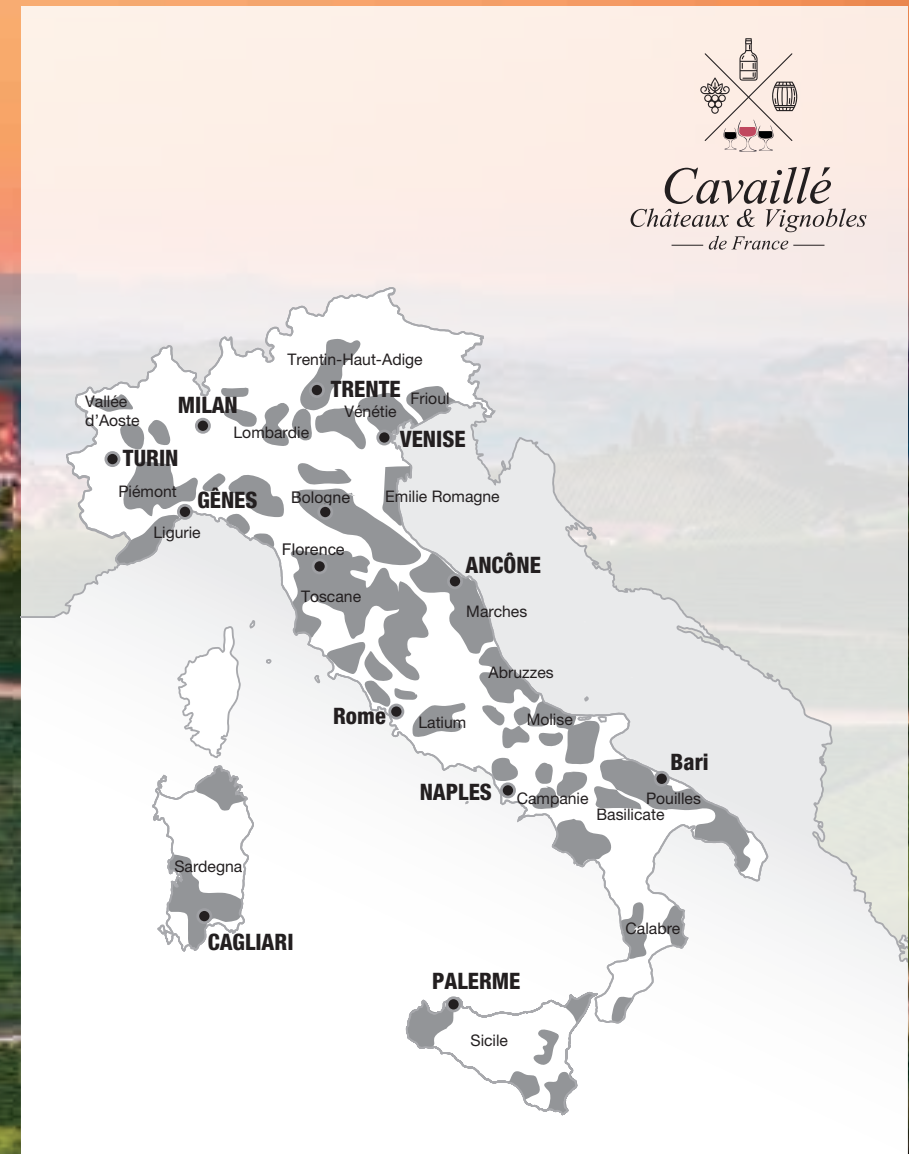 Cavaillé
Châteaux & Vignobles
de France
Trentin-Haut-Adige
TRENTE
Frioul
Vallée
d'Aoste
MILAN
Vénétie
Lombardie
VENISE
TURIN
Piémont
GÊNES
Bologne
Emilie Romagne
Ligurie
Florence
ANCÔNE
Toscane
Marches
Abruzzes
Rome
Latium
Molise
Bari
NAPLES
Campanie
Pouilles
Basilicate
Sardegna
Calabre
CAGLIARI
PALERME
Sicile